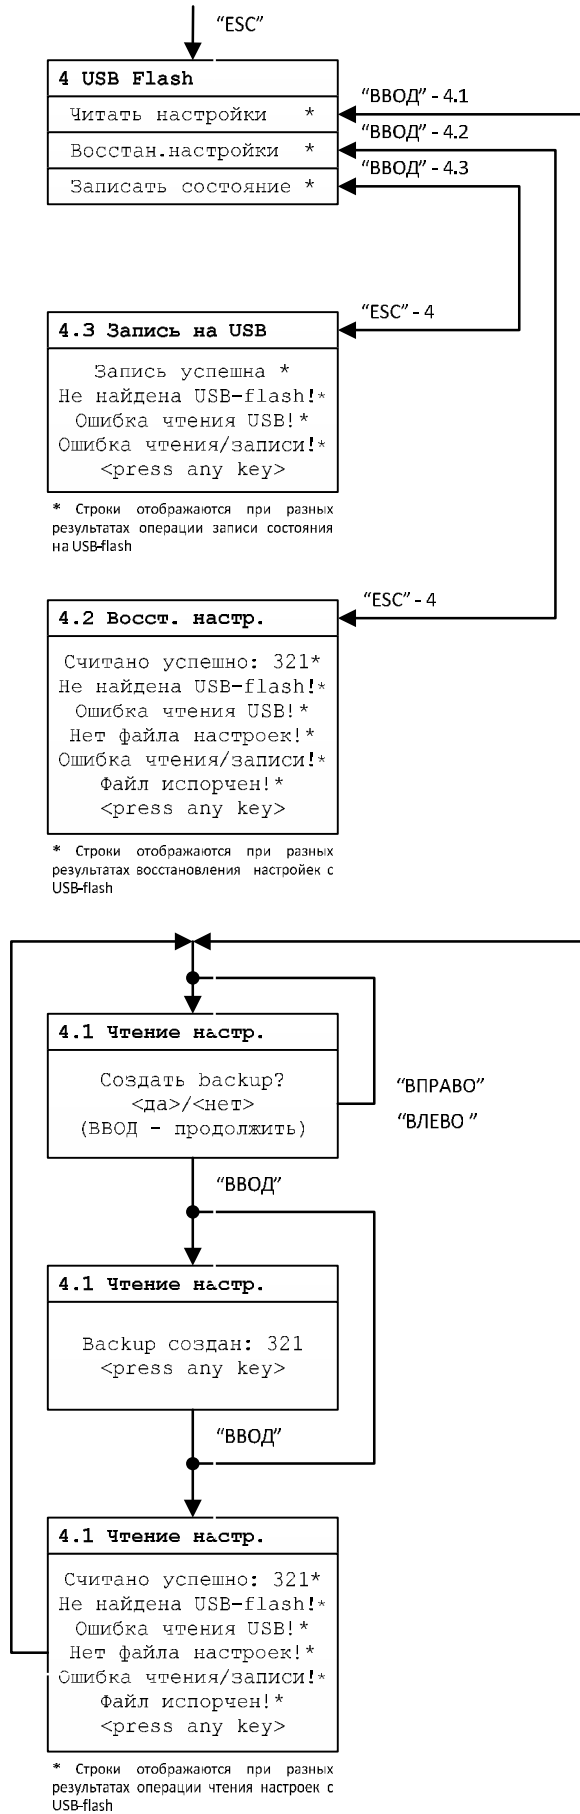 “ESC”
4 USB Flash
Читать настройки *
“ВВОД” - 4.1
Восстан.настройки *
“ВВОД” - 4.2
Записать состояние *
“ВВОД” - 4.3
4.3 Запись на USB
“ESC” - 4
Запись успешна *
Не найдена USB-flash!*
Ошибка чтения USB!*
Ошибка чтения/записи!*
<press any key>
* Строки отображаются при разных
результатах операции записи состояния
на USB-flash
4.2 Восст. настр.
“ESC” - 4
Считано успешно: 321*
Не найдена USB-flash!*
Ошибка чтения USB!*
Нет файла настроек!*
Ошибка чтения/записи!*
Файл испорчен!*
<press any key>
* Строки отображаются при разных
результатах восстановления настройек с
USB-flash
4.1 Чтение настр.
Создать backup?
<да>/<нет>
(ВВОД - продолжить)
“ВПРАВО”
“ВЛЕВО ”
“ВВОД”
4.1 Чтение настр.
Backup создан: 321
<press any key>
“ВВОД”
4.1 Чтение настр.
Считано успешно: 321*
Не найдена USB-flash!*
Ошибка чтения USB!*
Нет файла настроек!*
Ошибка чтения/записи!*
Файл испорчен!*
<press any key>
* Строки отображаются при разных
результатах операции чтения настроек с
USB-flash